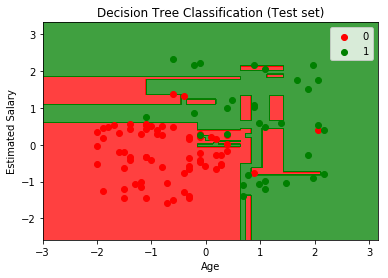 Decision Tree Classification (Test set)
0
1
Estimated Salary
3
2
1
0
−1
−2
−3 −2 −1 0 1 2 3
Age